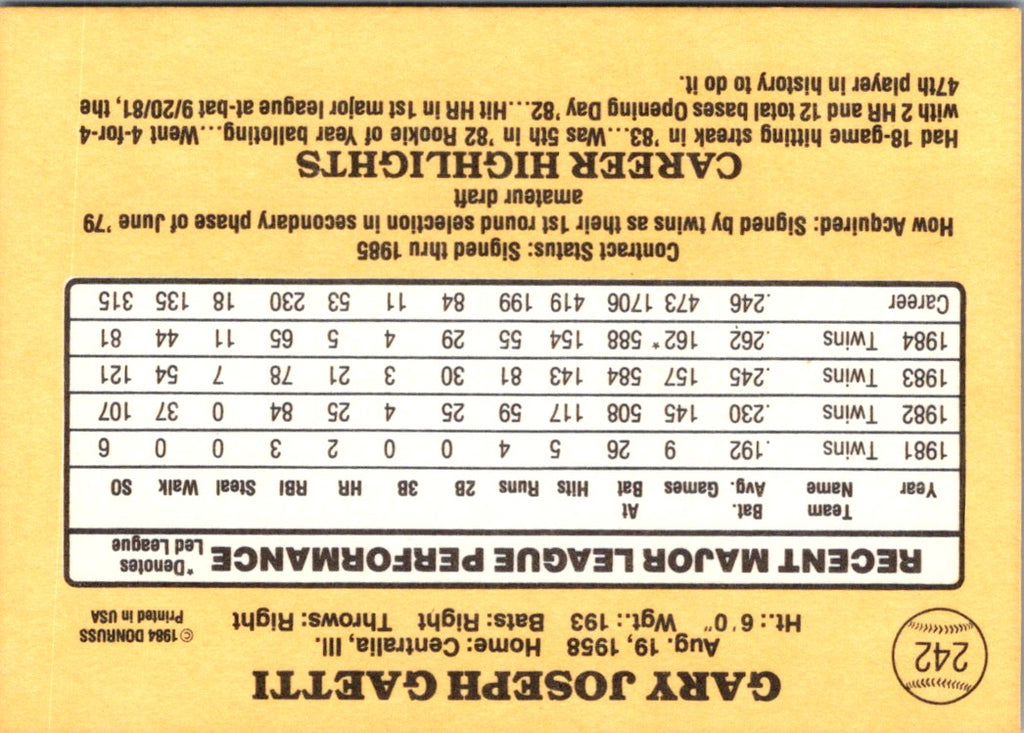 242
GARY JOSEPH GAETTI
Aug. 19, 1958 Home: Centralia, Ill.
Ht.: 6'0" Wgt.: 193 Bats: Right Throws: Right
© 1984 DONRUSS
Printed in USA
RECENT MAJOR LEAGUE PERFORMANCE *Denotes Led League
Year Team Name Bat. Avg. Games At Bat Hits Runs 2B 3B HR RBI Steal Walk SO
1981 Twins .192 9 26 5 4 0 0 2 3 0 0 6
1982 Twins .230 145 508 117 59 25 4 25 84 0 37 107
1983 Twins .245 157 584 143 81 30 3 21 78 7 54 121
1984 Twins .262 162* 588 154 55 29 4 5 65 11 44 81
Career .246 473 1706 419 199 84 11 53 230 18 135 315
Contract Status: Signed thru 1985
How Acquired: Signed by twins as their 1st round selection in secondary phase of June '79
amateur draft
CAREER HIGHLIGHTS
Had 18-game hitting streak in '83...Was 5th in '82 Rookie of Year balloting...Went 4-for-4
with 2 HR and 12 total bases Opening Day '82...Hit HR in 1st major league at-bat 9/20/81, the
47th player in history to do it.